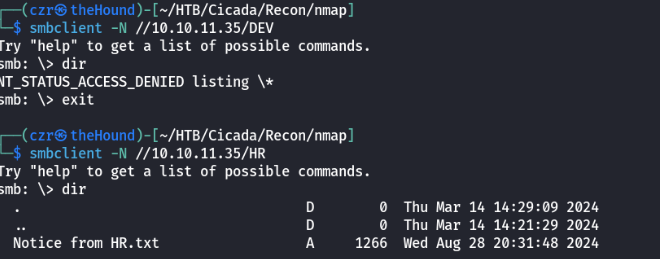 ┌──(czr㉿theHound)-[~/HTB/Cicada/Recon/nmap]
└─$ smbclient -N //10.10.11.35/DEV
Try "help" to get a list of possible commands.
smb: \> dir
NT_STATUS_ACCESS_DENIED listing \*
smb: \> exit
┌──(czr㉿theHound)-[~/HTB/Cicada/Recon/nmap]
└─$ smbclient -N //10.10.11.35/HR
Try "help" to get a list of possible commands.
smb: \> dir
. D 0 Thu Mar 14 14:29:09 2024
.. D 0 Thu Mar 14 14:21:29 2024
Notice from HR.txt A 1266 Wed Aug 28 20:31:48 2024